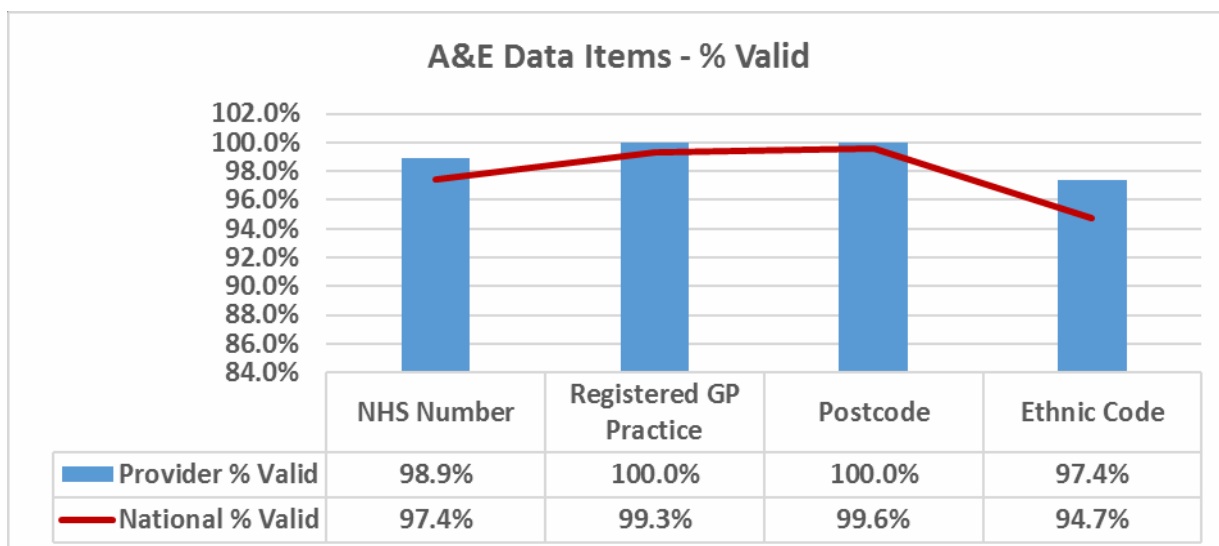 A&E Data Items - % Valid
102.0%
100.0%
98.0%
96.0%
94.0%
92.0%
90.0%
88.0%
86.0%
84.0%
NHS Number Registered GP Practice Postcode Ethnic Code
Provider % Valid 98.9% 100.0% 100.0% 97.4%
National % Valid 97.4% 99.3% 99.6% 94.7%